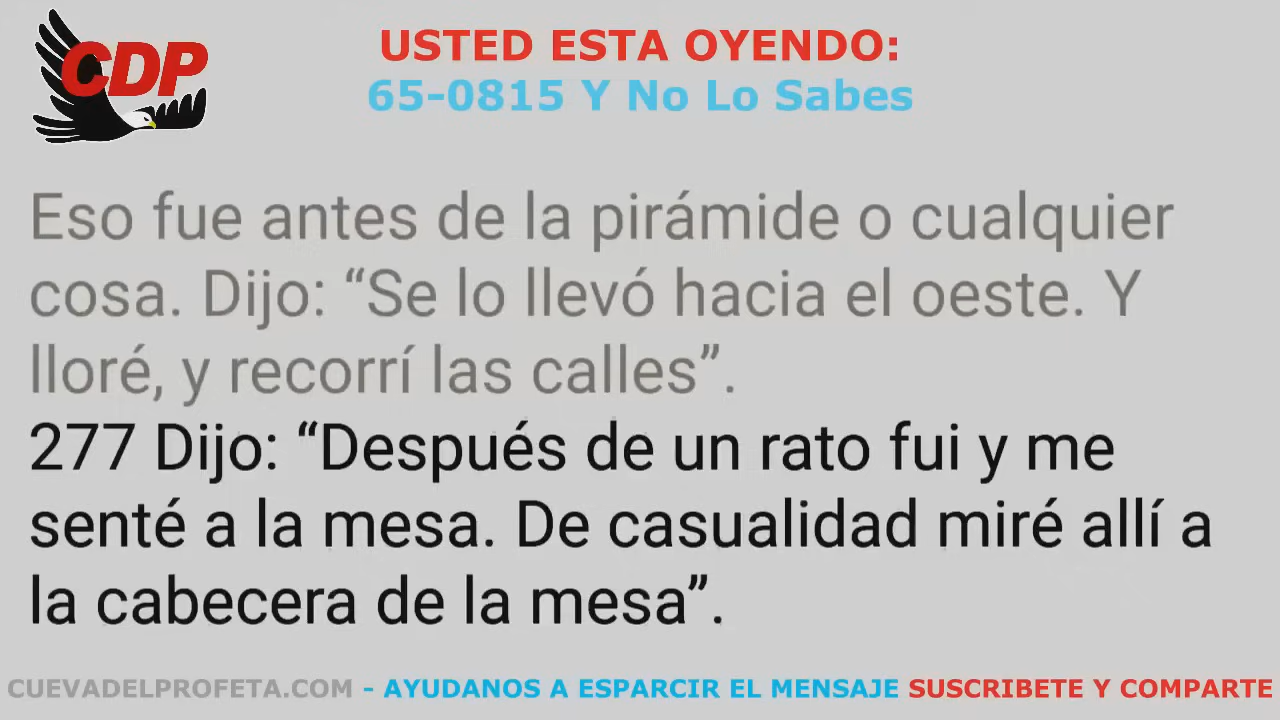 CDP
USTED ESTA OYENDO:
65-0815 Y No Lo Sabes
Eso fue antes de la pirámide o cualquier
cosa. Dijo: “Se lo llevó hacia el oeste. Y
lloré, y recorrí las calles”.
277 Dijo: “Después de un rato fui y me
senté a la mesa. De casualidad miré allí a
la cabecera de la mesa”.
CUEVADELPROFETA.COM - AYUDANOS A ESPARCIR EL MENSAJE SUSCRIBETE Y COMPARTE